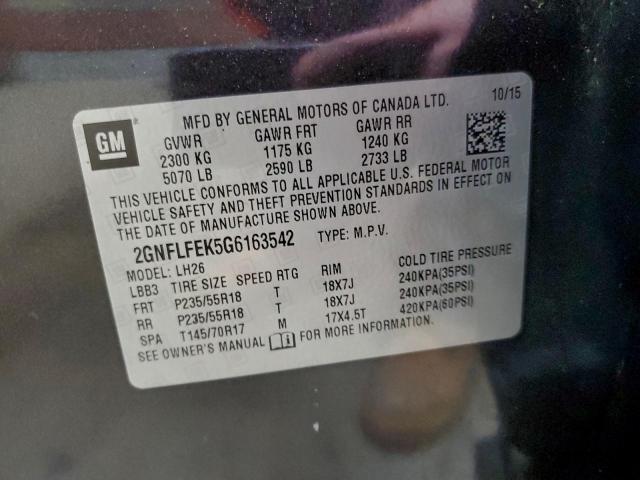 MFD BY GENERAL MOTORS OF CANADA LTD. 10/15
GM
GVWR GAWR FRT GAWR RR
2300 KG 1175 KG 1240 KG
5070 LB 2590 LB 2733 LB
THIS VEHICLE CONFORMS TO ALL APPLICABLE U.S. FEDERAL MOTOR
VEHICLE SAFETY AND THEFT PREVENTION STANDARDS IN EFFECT ON
THE DATE OF MANUFACTURE SHOWN ABOVE.
2GNFLFEK5G6163542 TYPE: M.P.V.
MODEL: LH26
LBB3 TIRE SIZE SPEED RTG RIM COLD TIRE PRESSURE
FRT P235/55R18 T 18X7J 240KPA(35PSI)
RR P235/55R18 T 18X7J 240KPA(35PSI)
SPA T145/70R17 M 17X4.5T 420KPA(60PSI)
SEE OWNER'S MANUAL FOR MORE INFORMATION.